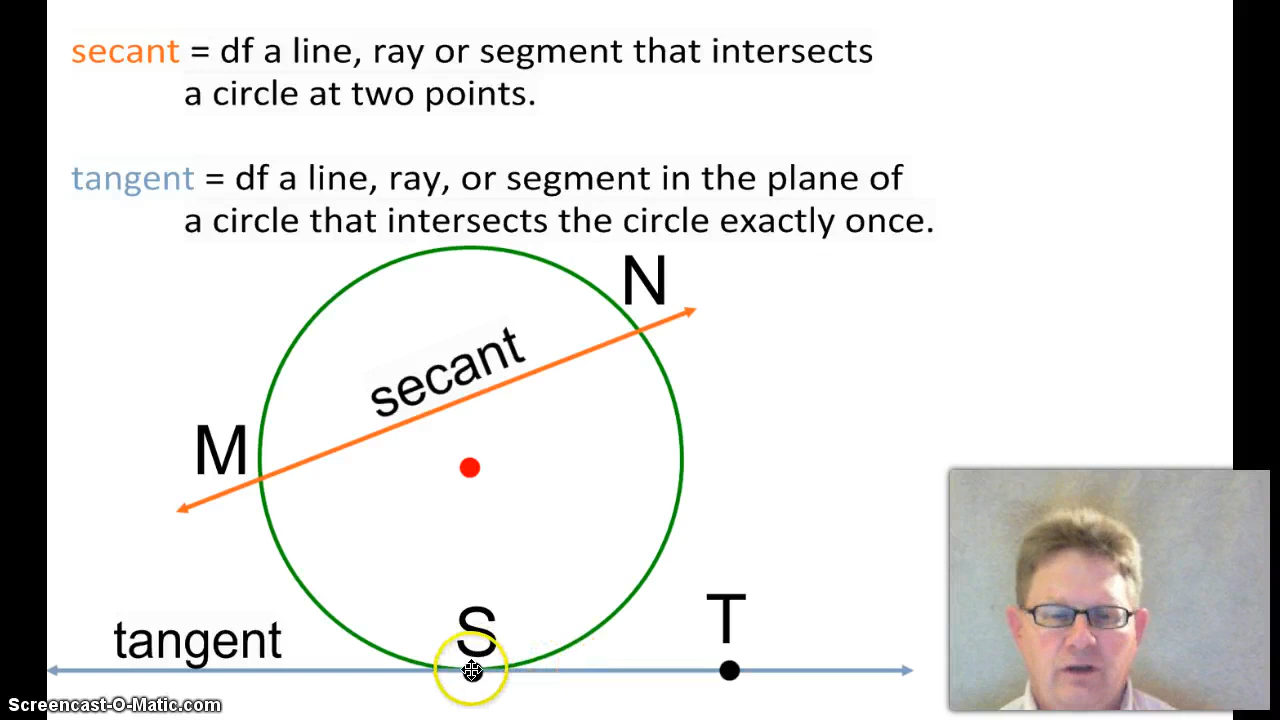 secant = df a line, ray or segment that intersects
a circle at two points.
tangent = df a line, ray, or segment in the plane of
a circle that intersects the circle exactly once.
N
secant
M
S
T
tangent
Screencast-O-Matic.com